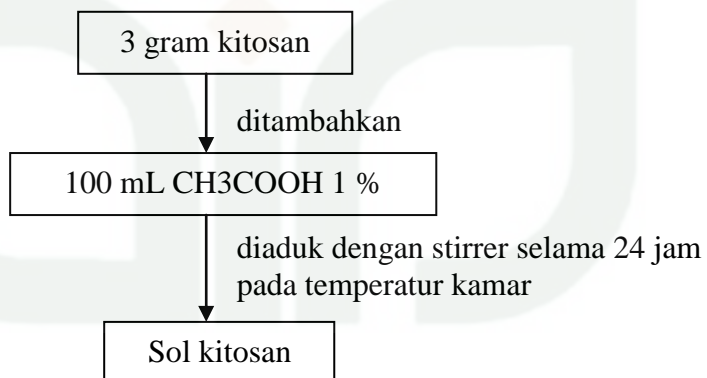 3 gram kitosan
ditambahkan
100 mL CH3COOH 1 %
diaduk dengan stirrer selama 24 jam
pada temperatur kamar
Sol kitosan